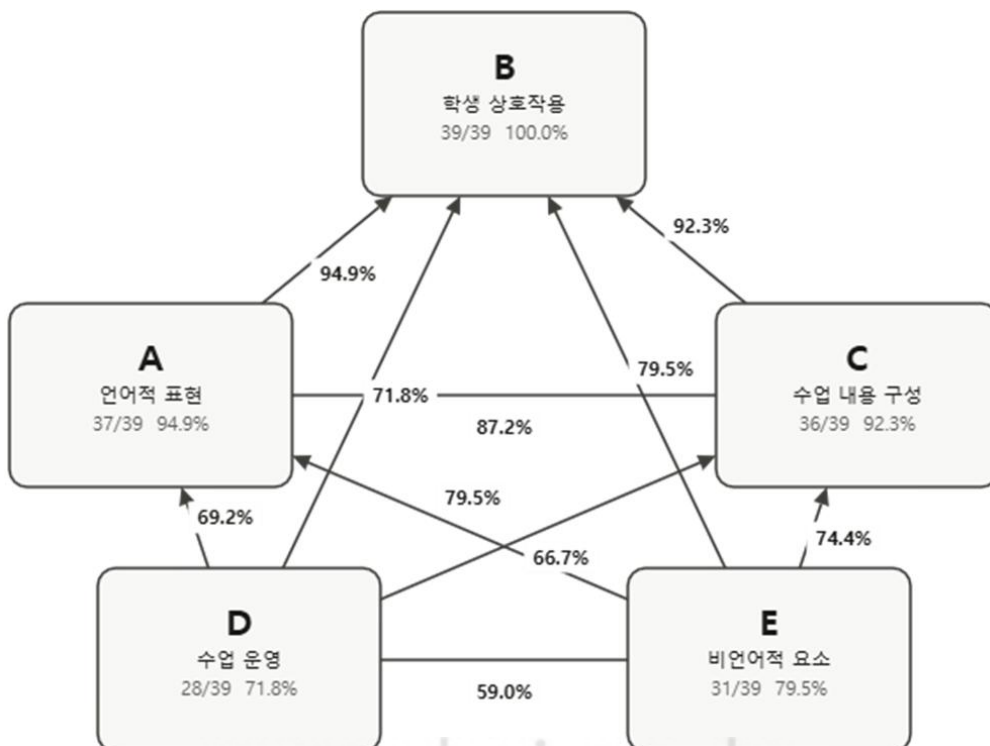 B
학생 상호작용
39/39 100.0%
92.3%
94.9%
A
언어적 표현
37/39 94.9%
79.5%
71.8%
87.2%
C
수업 내용 구성
36/39 92.3%
79.5%
69.2%
66.7%
74.4%
D
수업 운영
28/39 71.8%
59.0%
E
비언어적 요소
31/39 79.5%